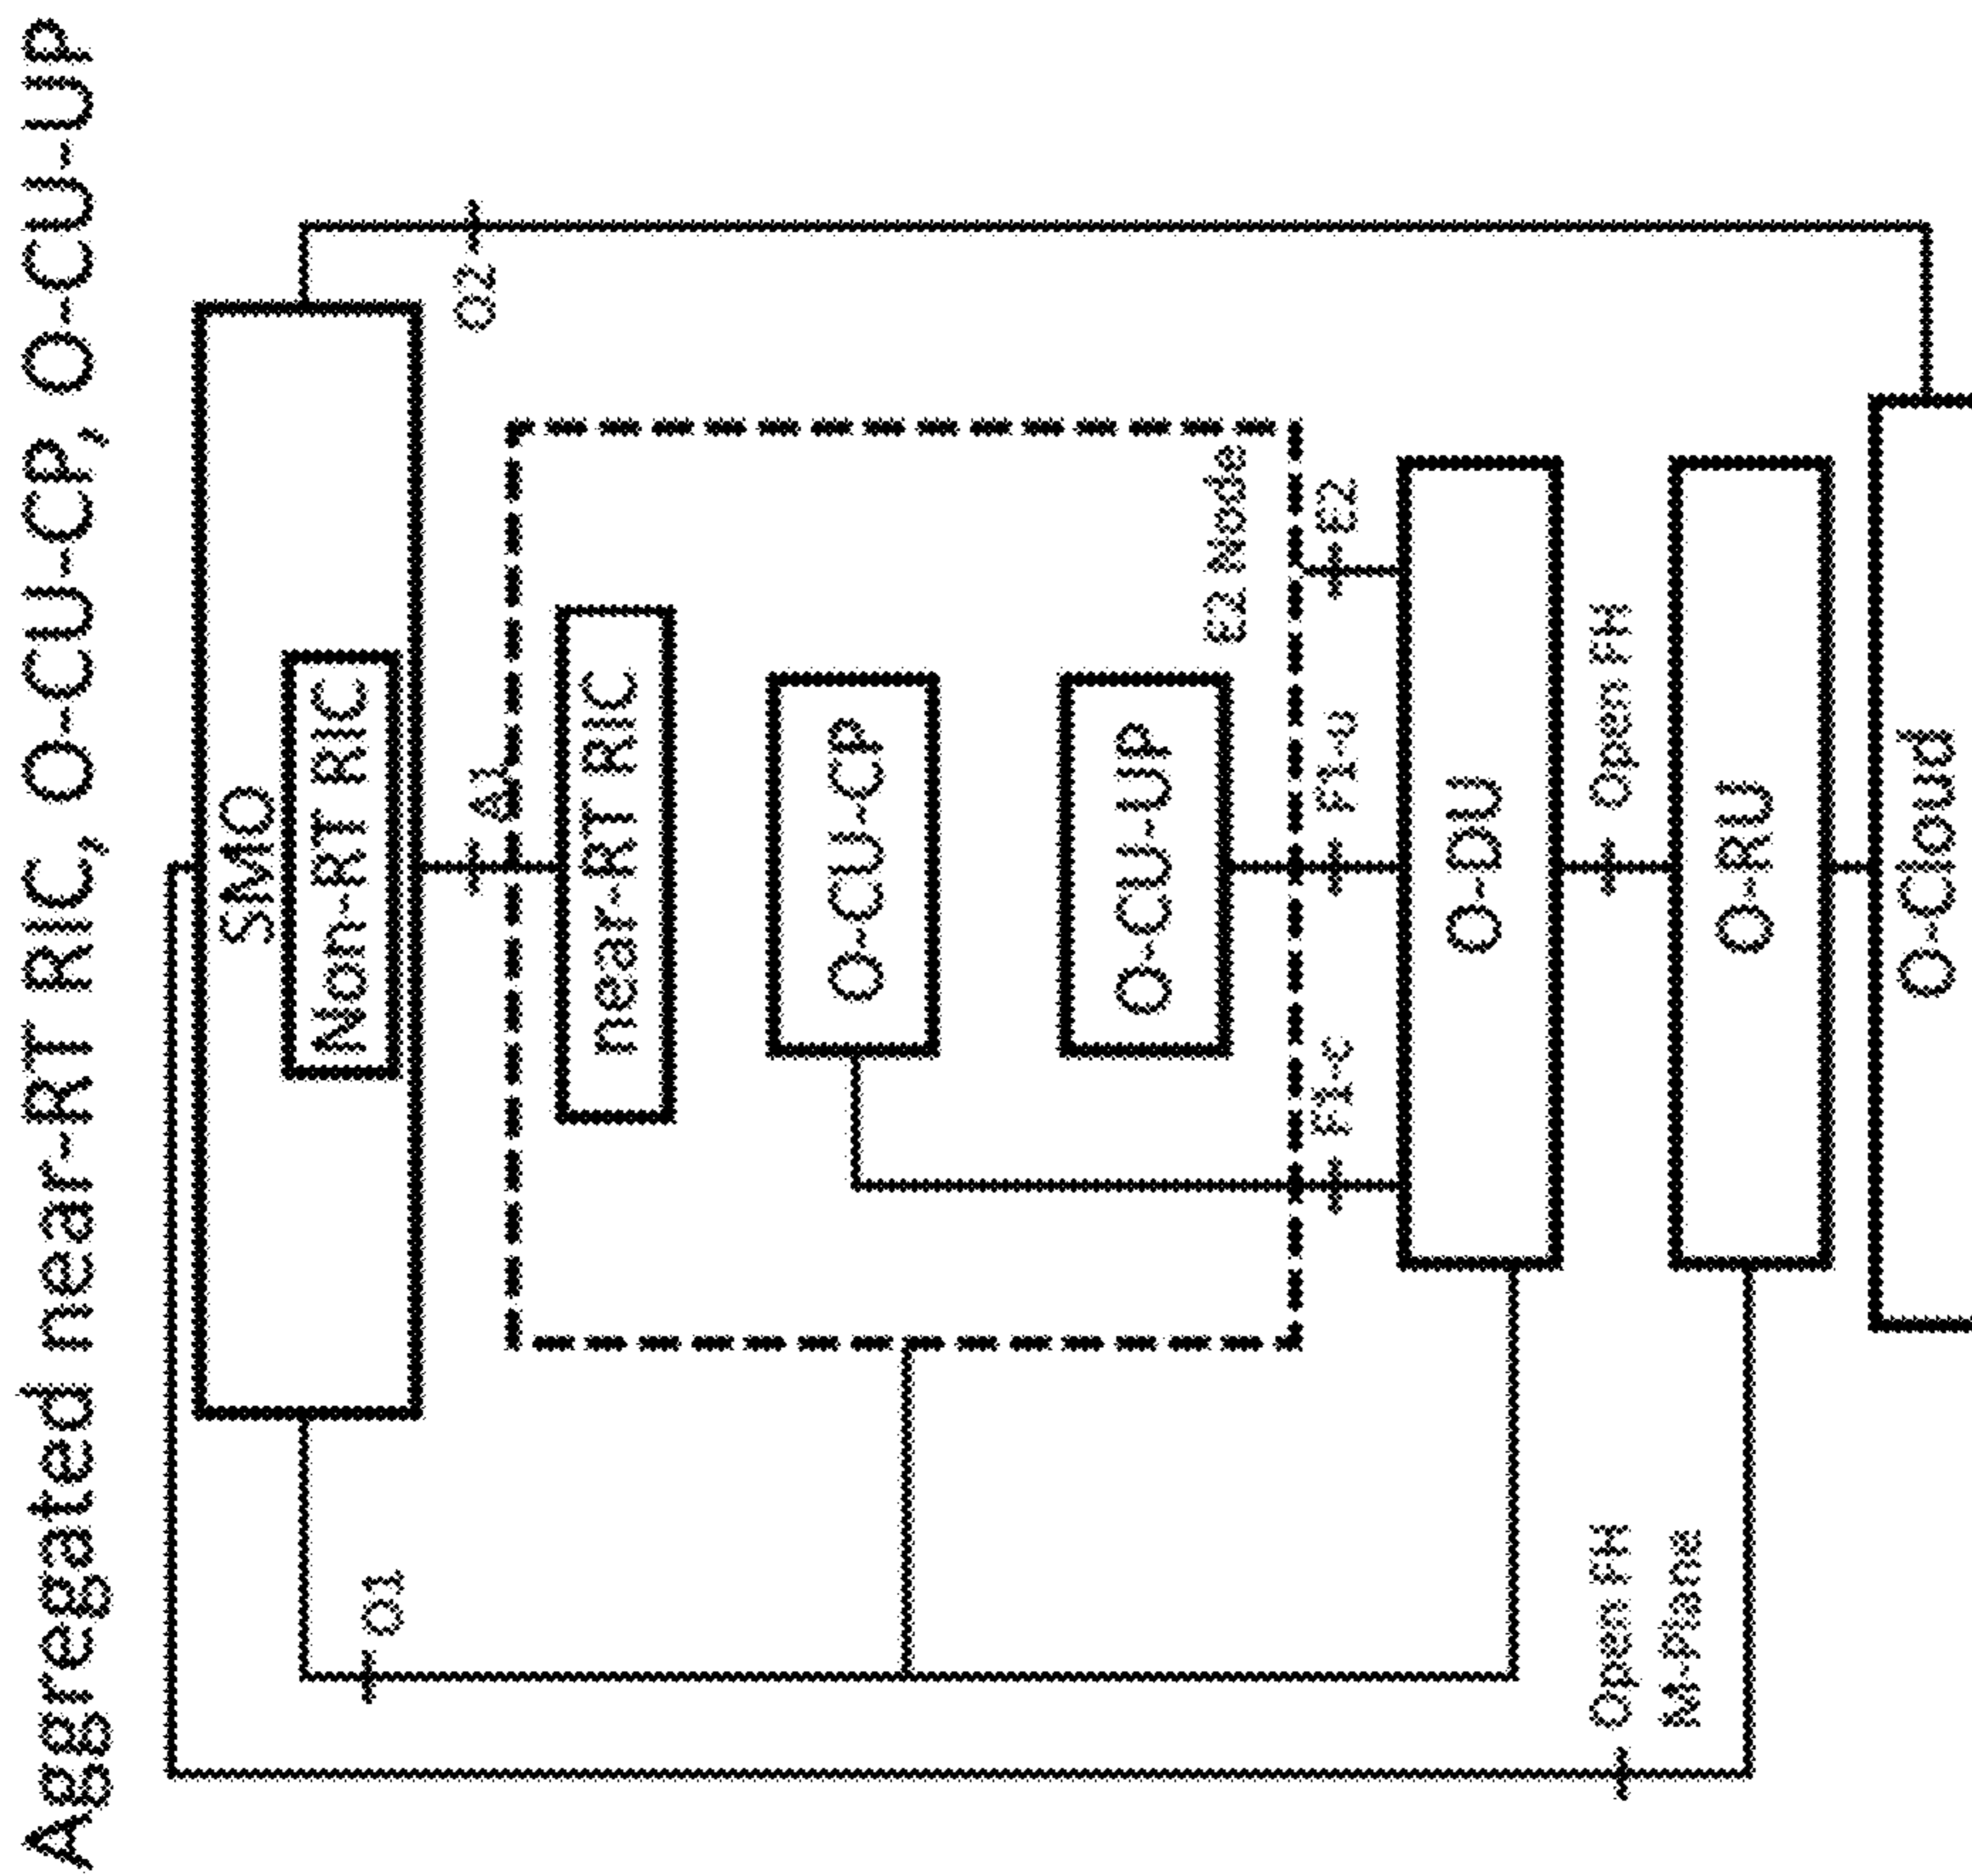 Aggregated near-RT RIC, O-CU-CP, O-CU-UP
SMO
Non-RT RIC
O1
A1
O2
near-RT RIC
O-CU-CP
O-CU-UP
E2 Node
F1-c
F1-u
E2
O-DU
Open FH
M-Plane
Open FH
O-RU
O-Cloud